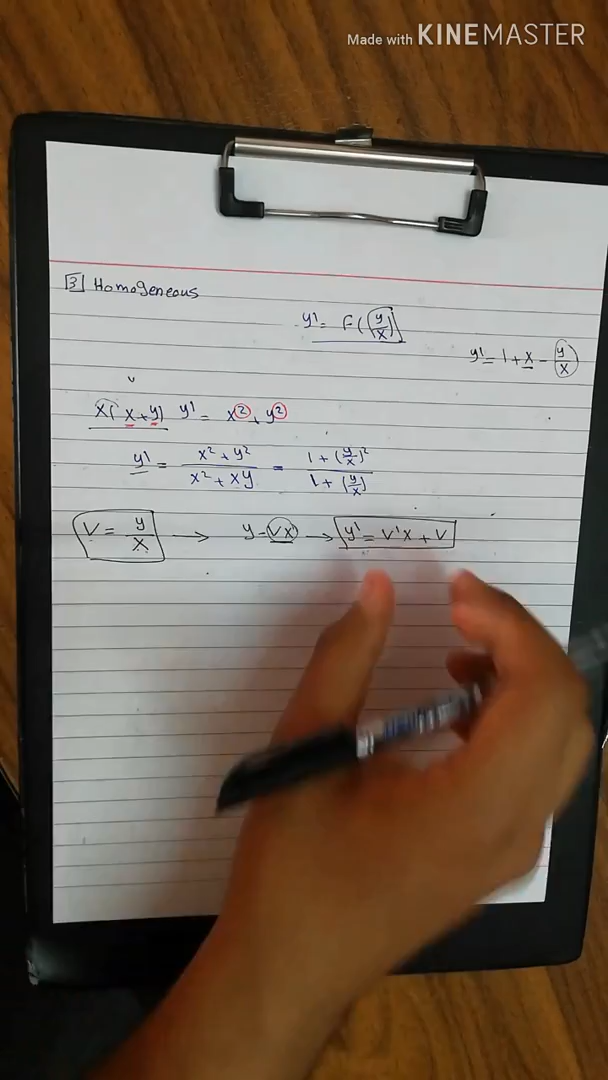 Made with KINEMASTER
[3] Homogeneous
y' = F(y/x)
y' = 1 + x - y/x
x(x+y) y' = x² + y²
y' = (x² + y²)/(x² + xy) = (1 + (y/x)²)/(1 + (y/x))
V = y/x → y = Vx → y' = V'x + V